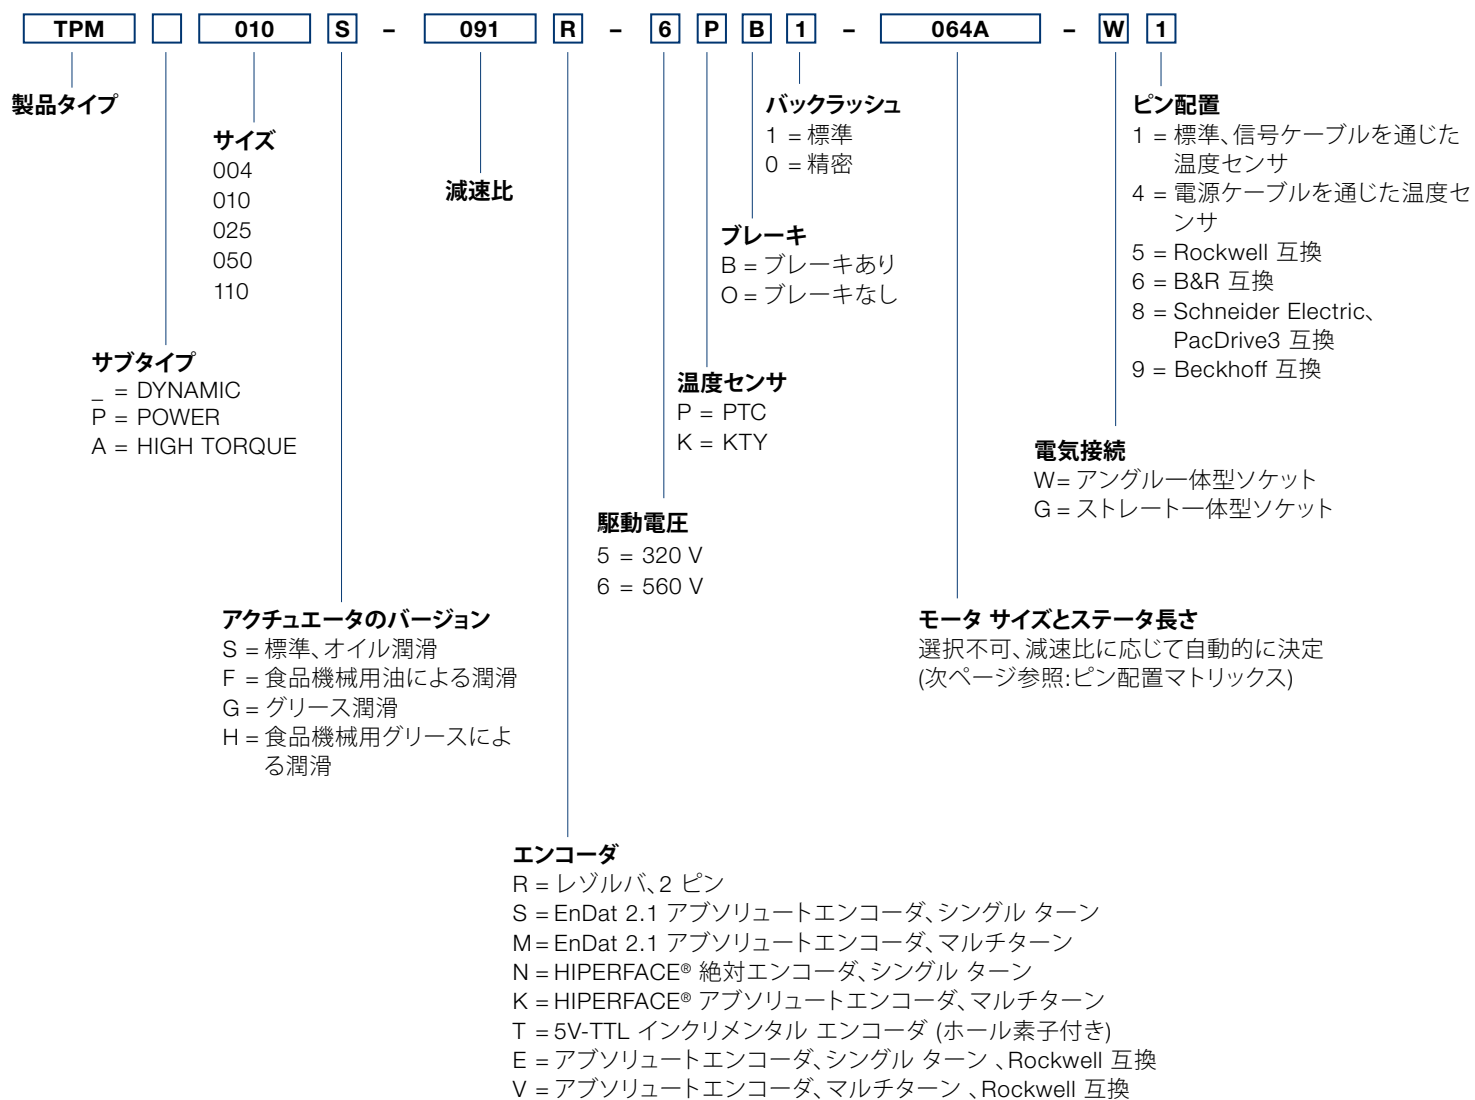 TPM 010 S – 091 R – 6 P B 1 – 064A – W 1
製品タイプ
サイズ
004
010
025
050
110
サブタイプ
_ = DYNAMIC
P = POWER
A = HIGH TORQUE
アクチュエータのバージョン
S = 標準、オイル潤滑
F = 食品機械用油による潤滑
G = グリース潤滑
H = 食品機械用グリースによ
る潤滑
減速比
エンコーダ
R = レゾルバ、2 ピン
S = EnDat 2.1 アブソリュートエンコーダ、シングル ターン
M = EnDat 2.1 アブソリュートエンコーダ、マルチターン
N = HIPERFACE® 絶対エンコーダ、シングル ターン
K = HIPERFACE® アブソリュートエンコーダ、マルチターン
T = 5V-TTL インクリメンタル エンコーダ (ホール素子付き)
E = アブソリュートエンコーダ、シングル ターン 、Rockwell 互換
V = アブソリュートエンコーダ、マルチターン 、Rockwell 互換
駆動電圧
5 = 320 V
6 = 560 V
温度センサ
P = PTC
K = KTY
ブレーキ
B = ブレーキあり
O = ブレーキなし
バックラッシュ
1 = 標準
0 = 精密
モータ サイズとステータ長さ
選択不可、減速比に応じて自動的に決定
(次ページ参照:ピン配置マトリックス)
電気接続
W= アングル一体型ソケット
G = ストレート一体型ソケット
ピン配置
1 = 標準、信号ケーブルを通じた
温度センサ
4 = 電源ケーブルを通じた温度セ
ンサ
5 = Rockwell 互換
6 = B&R 互換
8 = Schneider Electric、
PacDrive3 互換
9 = Beckhoff 互換